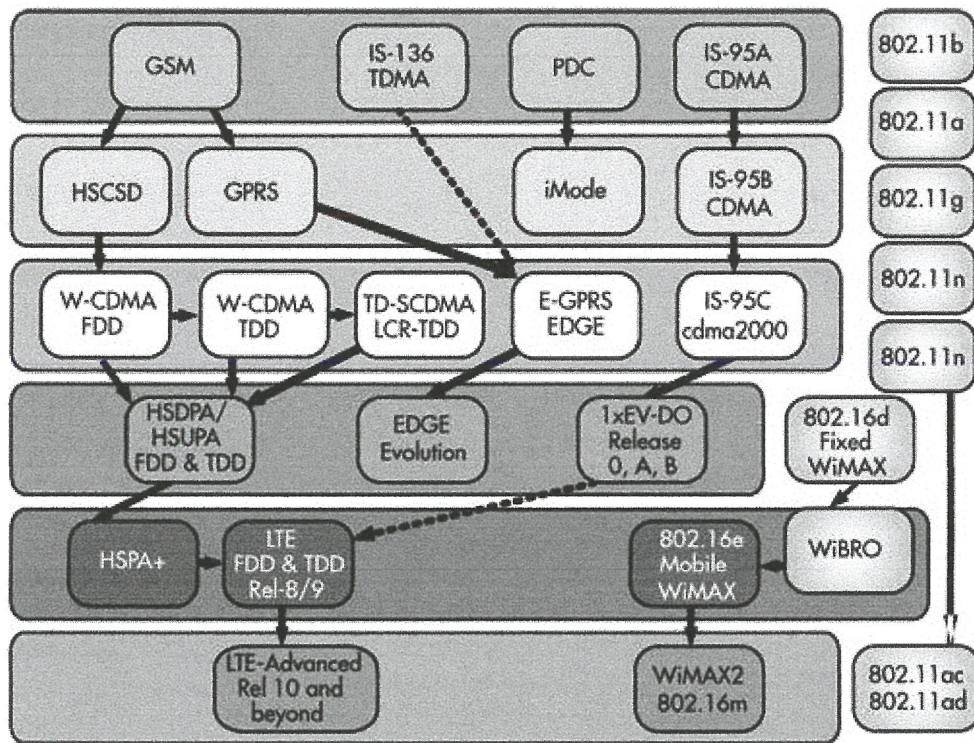 GSM
IS-136
TDMA
PDC
IS-95A
CDMA
802.11b
802.11a
HSCSD
GPRS
iMode
IS-95B
CDMA
802.11g
802.11n
W-CDMA
FDD
W-CDMA
TDD
TD-SCDMA
LCR-TDD
E-GPRS
EDGE
IS-95C
cdma2000
802.11n
HSDPA/
HSUPA
FDD & TDD
EDGE
Evolution
1xEV-DO
Release
0, A, B
802.16d
Fixed
WiMAX
HSPA+
LTE
FDD & TDD
Rel-8/9
802.16e
Mobile
WiMAX
WiBRO
LTE-Advanced
Rel 10 and
beyond
WiMAX2
802.16m
802.11ac
802.11ad